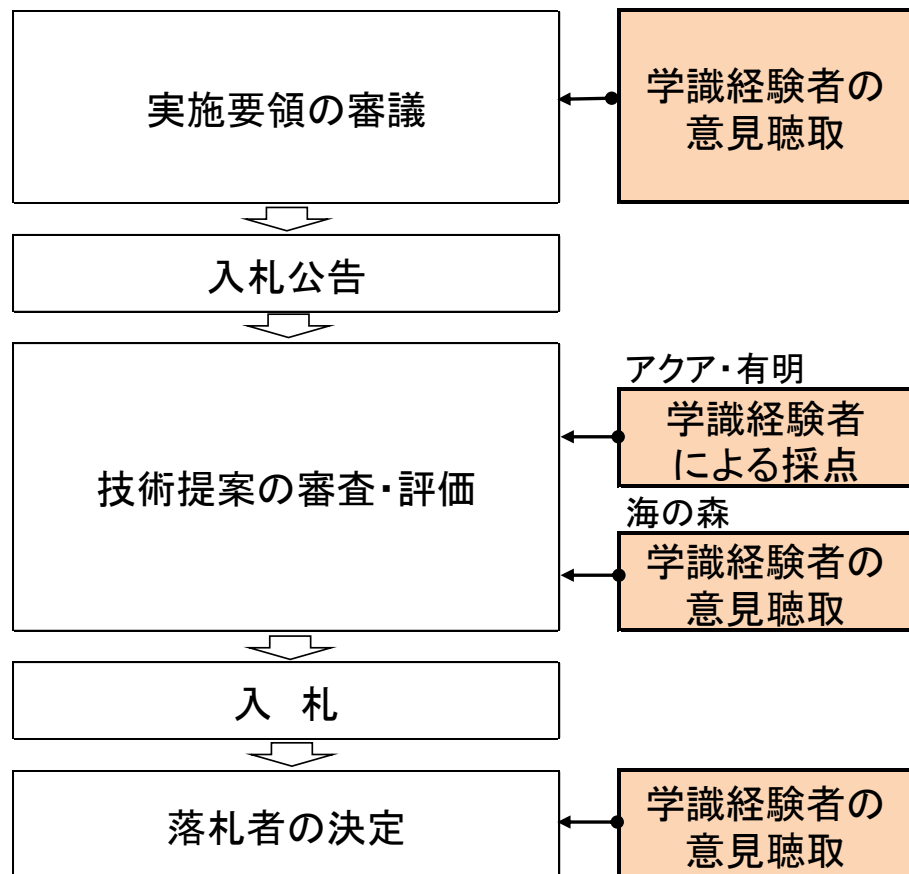 実施要領の審議
学識経験者の
意見聴取
入札公告
技術提案の審査・評価
アクア・有明
学識経験者
による採点
海の森
学識経験者の
意見聴取
入 札
落札者の決定
学識経験者の
意見聴取